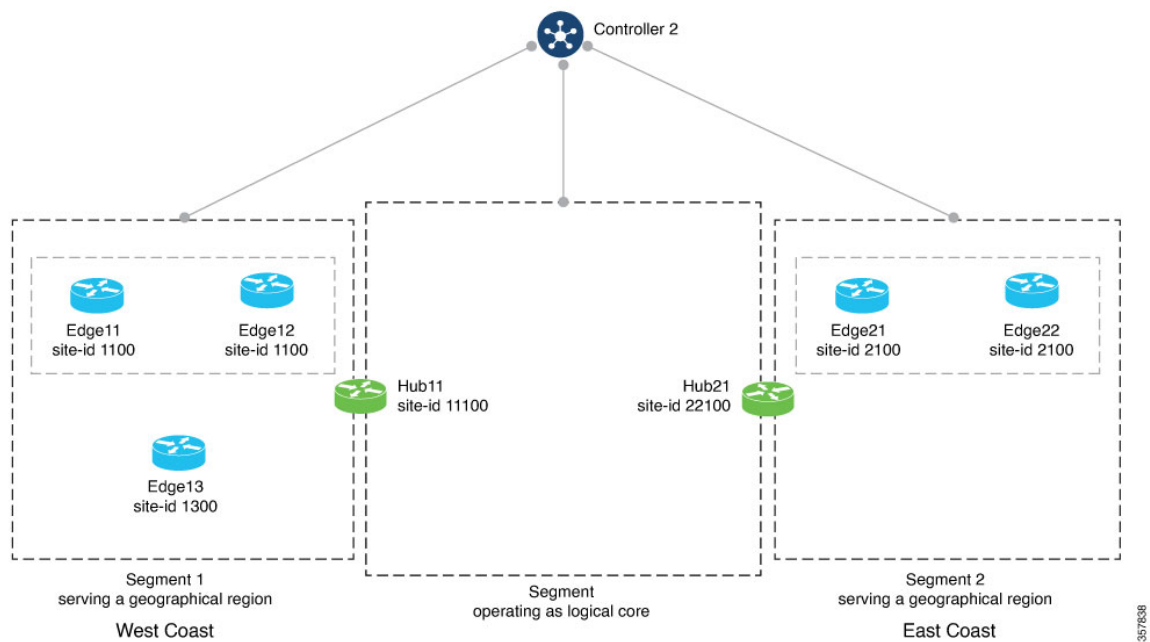 Controller 2
Edge11
site-id 1100
Edge12
site-id 1100
Edge21
site-id 2100
Edge22
site-id 2100
Hub11
site-id 11100
Hub21
site-id 22100
Edge13
site-id 1300
Segment 1
serving a geographical region
West Coast
Segment
operating as logical core
Segment 2
serving a geographical region
East Coast
357838